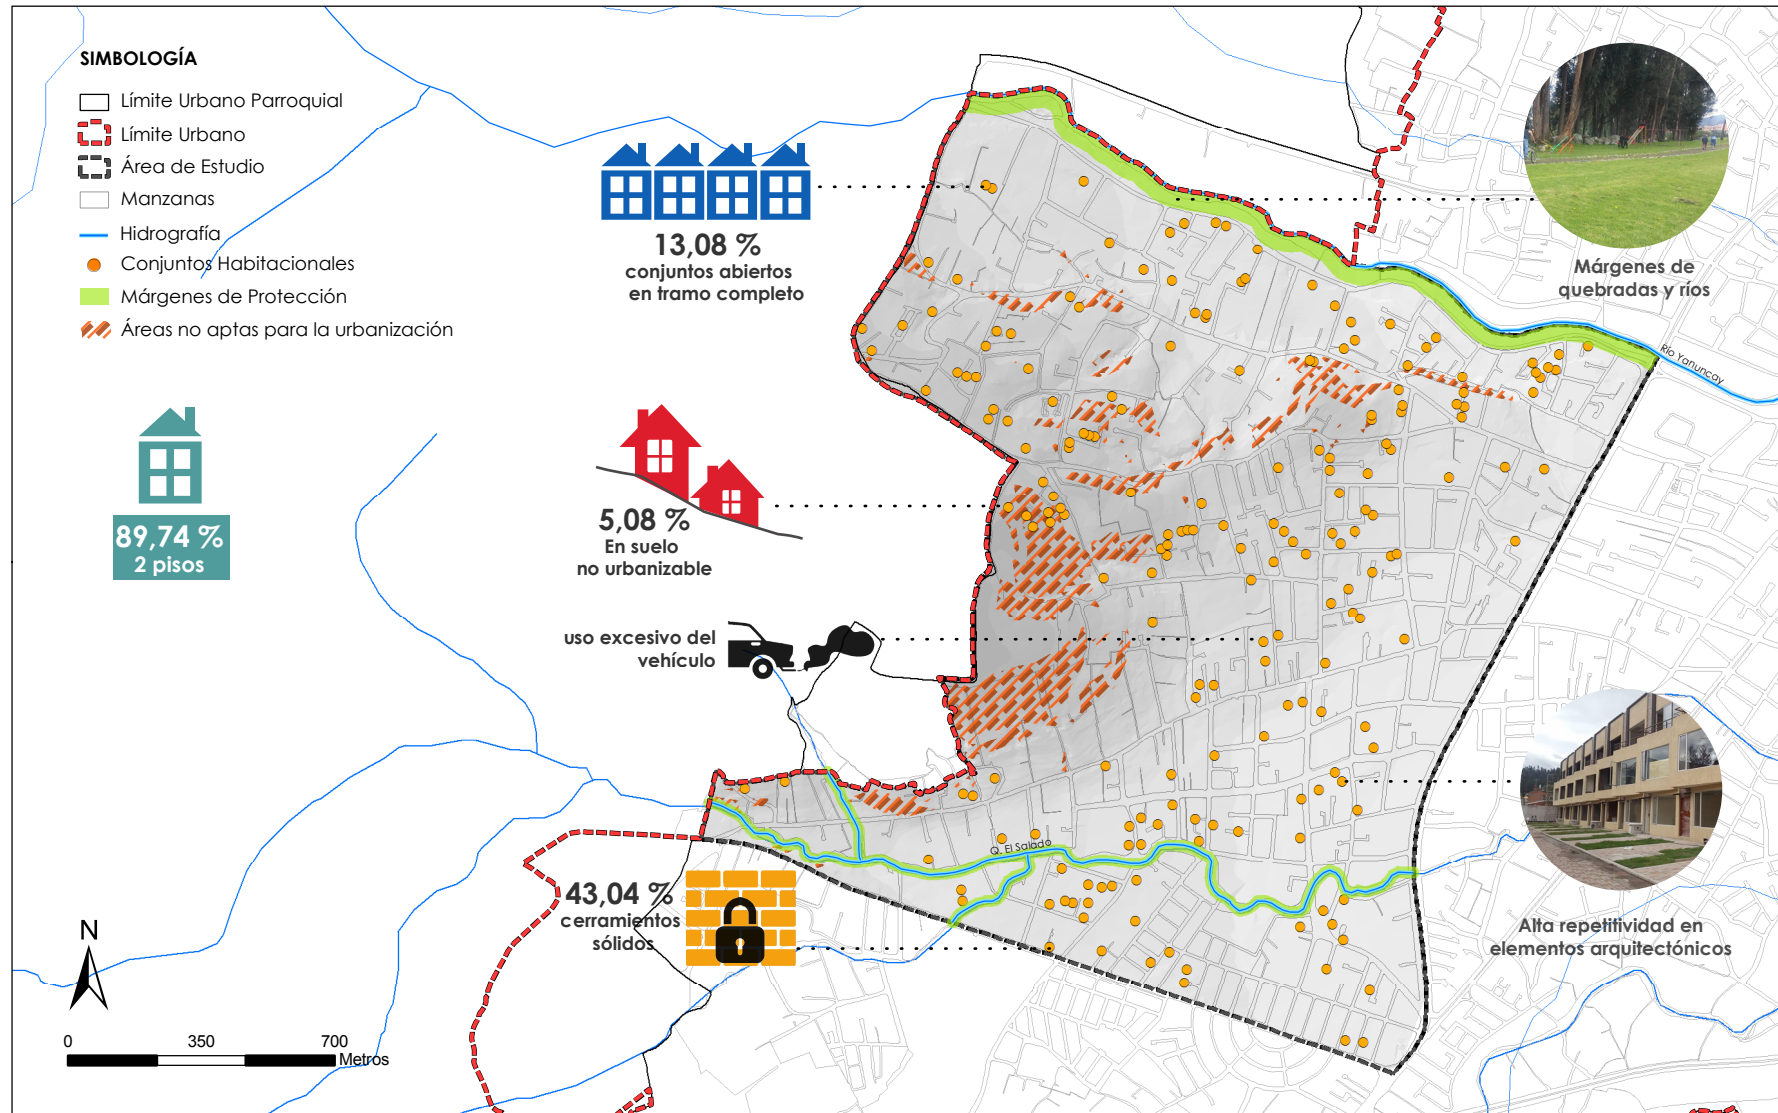 SIMBOLOGÍA
Límite Urbano Parroquial
Límite Urbano
Área de Estudio
Manzanas
Hidrografía
Conjuntos Habitacionales
Márgenes de Protección
Áreas no aptas para la urbanización
13,08 %
conjuntos abiertos
en tramo completo
Márgenes de
quebradas y ríos
Río Yanuncay
89,74 %
2 pisos
5,08 %
En suelo
no urbanizable
uso excesivo del
vehículo
Q. El Salado
43,04 %
cerramientos
sólidos
Alta repetitividad en
elementos arquitectónicos
N
0 350 700
Metros